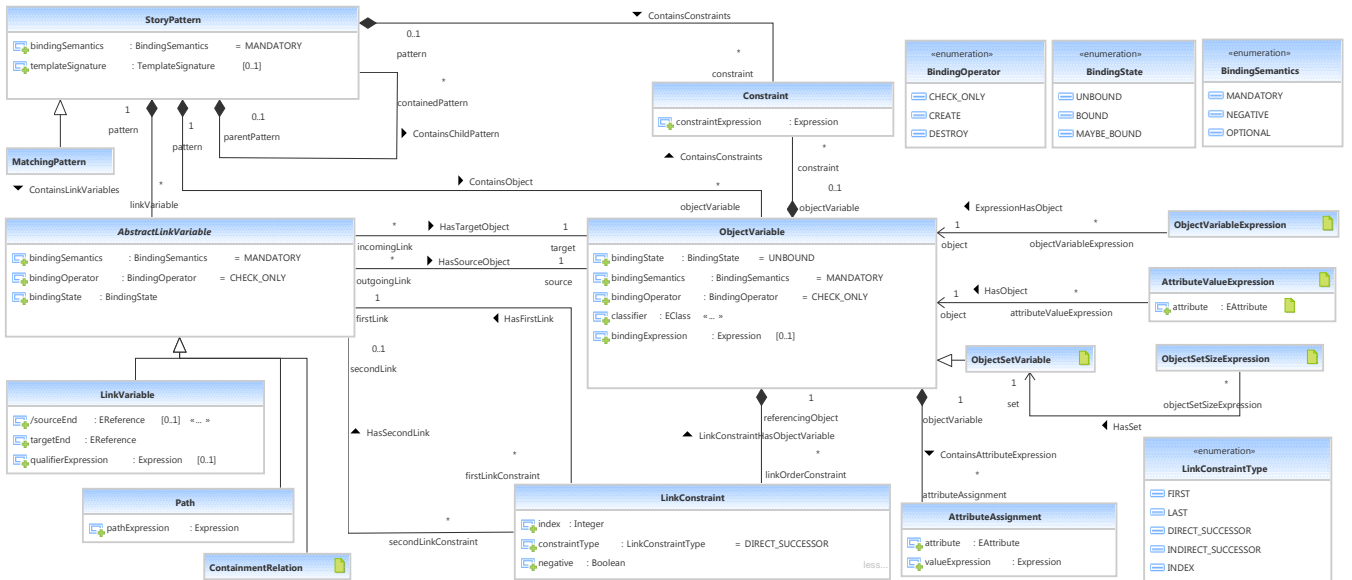 StoryPattern
bindingSemantics : BindingSemantics = MANDATORY
templateSignature : TemplateSignature [0..1]
ContainsConstraints
0..1
pattern
*
constraint
*
containedPattern
ContainsChildPattern
0..1
parentPattern
1
pattern
1
pattern
MatchingPattern
ContainsLinkVariables
*
linkVariable
ContainsObject
*
objectVariable
Constraint
constraintExpression : Expression
ContainsConstraints
*
constraint
0..1
objectVariable
«enumeration»
BindingOperator
CHECK_ONLY
CREATE
DESTROY
«enumeration»
BindingState
UNBOUND
BOUND
MAYBE_BOUND
«enumeration»
BindingSemantics
MANDATORY
NEGATIVE
OPTIONAL
AbstractLinkVariable
bindingSemantics : BindingSemantics = MANDATORY
bindingOperator : BindingOperator = CHECK_ONLY
bindingState : BindingState
* HasTargetObject 1
incomingLink target
* HasSourceObject 1
outgoingLink source
1
firstLink HasFirstLink
0..1
secondLink
HasSecondLink
ObjectVariable
bindingState : BindingState = UNBOUND
bindingSemantics : BindingSemantics = MANDATORY
bindingOperator : BindingOperator = CHECK_ONLY
classifier : EClass «... »
bindingExpression : Expression [0..1]
ExpressionHasObject
1 *
object objectVariableExpression
ObjectVariableExpression
HasObject
1 *
object attributeValueExpression
AttributeValueExpression
attribute : EAttribute
ObjectSetVariable
ObjectSetSizeExpression
1
set
*
objectSetSizeExpression
HasSet
LinkVariable
/sourceEnd : EReference [0..1] «... »
targetEnd : EReference
qualifierExpression : Expression [0..1]
Path
pathExpression : Expression
ContainmentRelation
1
referencingObject
LinkConstraintHasObjectVariable
*
linkOrderConstraint
*
firstLinkConstraint
*
secondLinkConstraint
LinkConstraint
index : Integer
constraintType : LinkConstraintType = DIRECT_SUCCESSOR
negative : Boolean
less...
1
objectVariable
ContainsAttributeExpression
*
attributeAssignment
AttributeAssignment
attribute : EAttribute
valueExpression : Expression
«enumeration»
LinkConstraintType
FIRST
LAST
DIRECT_SUCCESSOR
INDIRECT_SUCCESSOR
INDEX